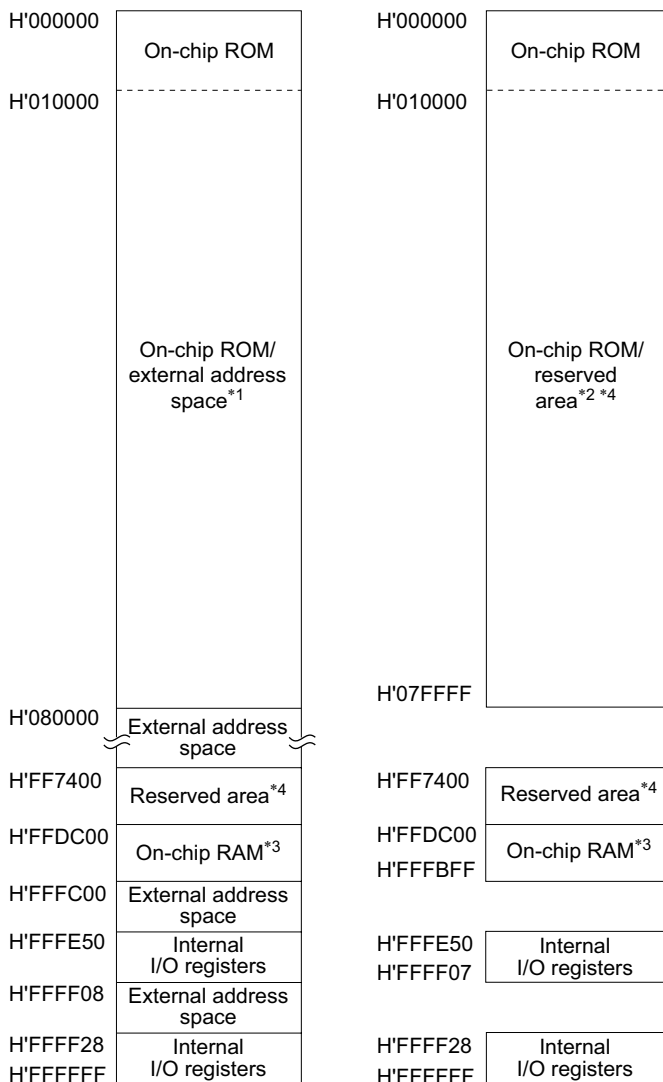 H'000000
On-chip ROM
H'010000
On-chip ROM/
external address
space*1
H'080000
External address
space
H'FF7400
Reserved area*4
H'FFDC00
On-chip RAM*3
H'FFFC00
External address
space
H'FFFE50
Internal
I/O registers
H'FFFF08
External address
space
H'FFFF28
Internal
I/O registers
H'FFFFFF
H'000000
On-chip ROM
H'010000
On-chip ROM/
reserved
area*2 *4
H'07FFFF
H'FF7400
Reserved area*4
H'FFDC00
On-chip RAM*3
H'FFFBFF
H'FFFE50
Internal
I/O registers
H'FFFF07
H'FFFF28
Internal
I/O registers
H'FFFFFF